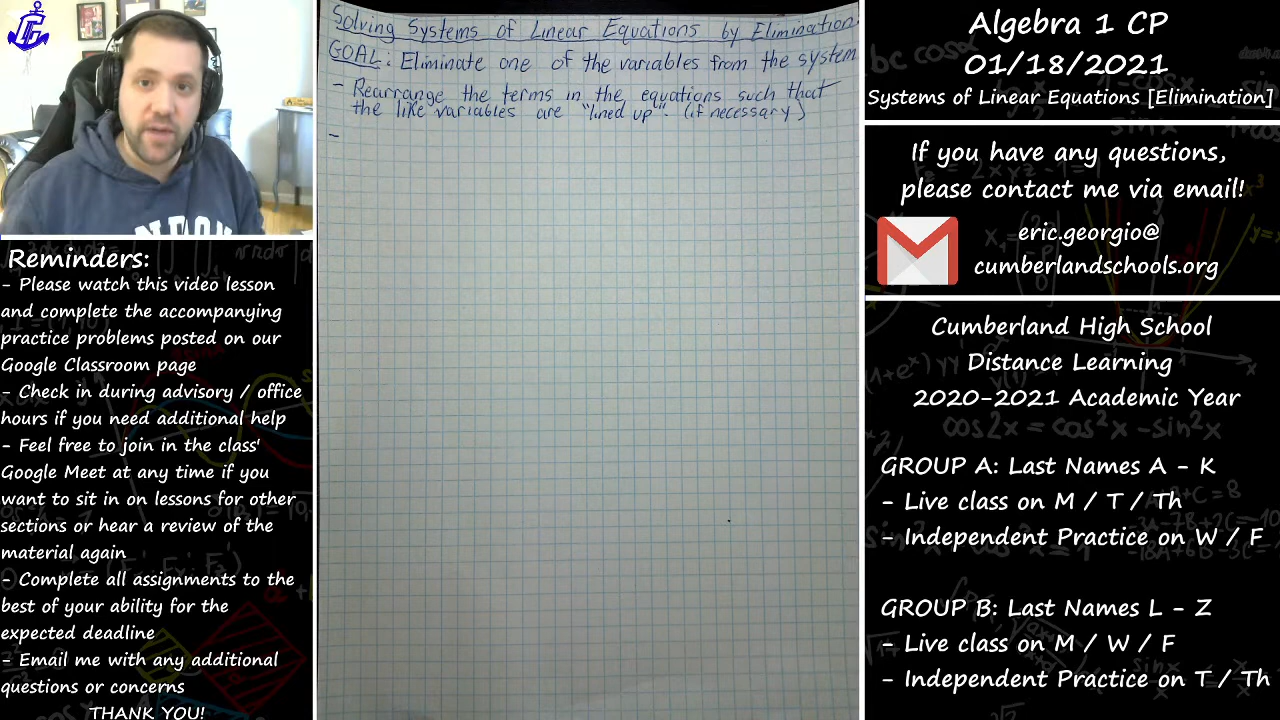 Solving Systems of Linear Equations by Elimination
GOAL: Eliminate one of the variables from the system
- Rearrange the terms in the equations such that
the like variables are "lined up". (if necessary)
-
Reminders:
- Please watch this video lesson
and complete the accompanying
practice problems posted on our
Google Classroom page
- Check in during advisory / office
hours if you need additional help
- Feel free to join in the class'
Google Meet at any time if you
want to sit in on lessons for other
sections or hear a review of the
material again
- Complete all assignments to the
best of your ability for the
expected deadline
- Email me with any additional
questions or concerns
THANK YOU!
Algebra 1 CP
01/18/2021
Systems of Linear Equations [Elimination]
If you have any questions,
please contact me via email!
eric.georgio@
cumberlandschools.org
Cumberland High School
Distance Learning
2020-2021 Academic Year
cos2x = cos²x -sin²x
GROUP A: Last Names A - K
- Live class on M / T / Th
- Independent Practice on W / F
GROUP B: Last Names L - Z
- Live class on M / W / F
- Independent Practice on T / Th